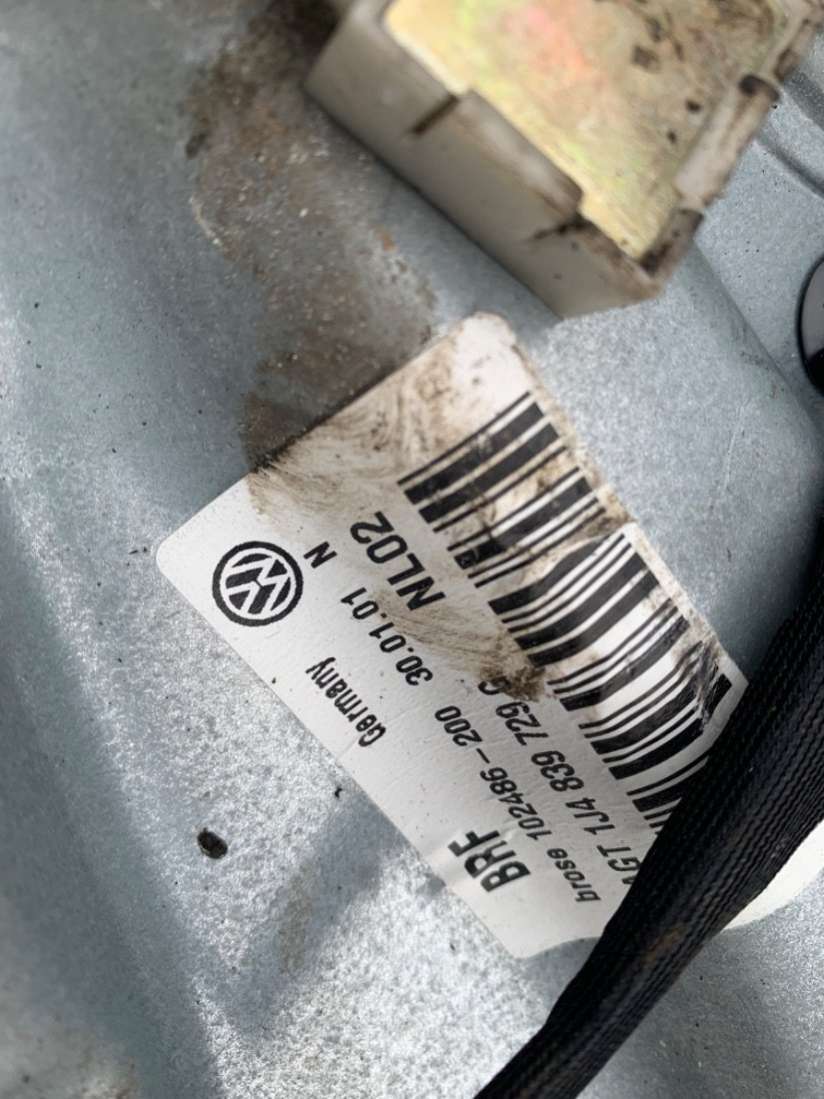 BRF Germany
brose 102486-200 30.01.01 N
1J4 839 729 NL02